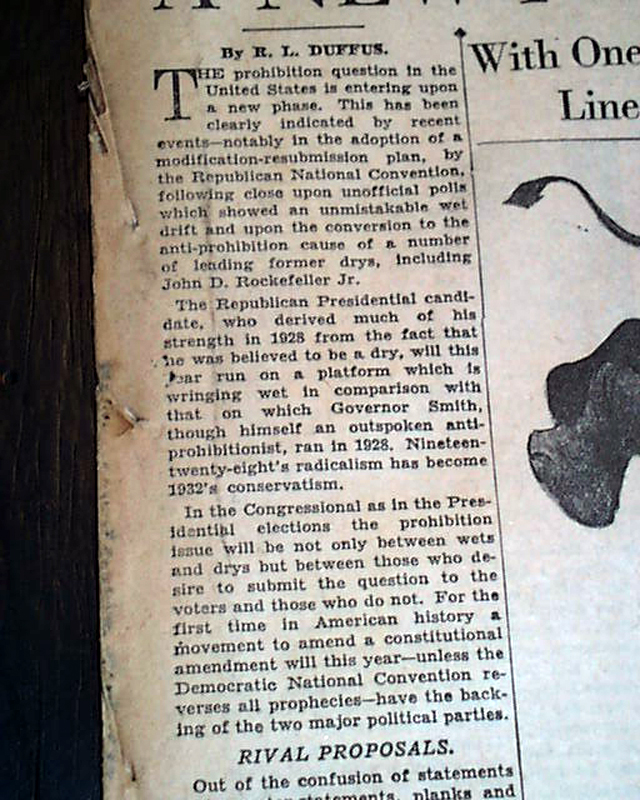 A NEW
By R. L. DUFFUS.
THE prohibition question in the
United States is entering upon
a new phase. This has been
clearly indicated by recent
events—notably in the adoption of a
modification-resubmission plan, by
the Republican National Convention,
following close upon unofficial polls
which showed an unmistakable wet
drift and upon the conversion to the
anti-prohibition cause of a number
of leading former drys, including
John D. Rockefeller Jr.
The Republican Presidential candi-
date, who derived much of his
strength in 1928 from the fact that
he was believed to be a dry, will this
year run on a platform which is
wringing wet in comparison with
that on which Governor Smith,
though himself an outspoken anti-
prohibitionist, ran in 1928. Nineteen-
twenty-eight's radicalism has become
1932's conservatism.
In the Congressional as in the Pres-
idential elections the prohibition
issue will be not only between wets
and drys but between those who de-
sire to submit the question to the
voters and those who do not. For the
first time in American history a
movement to amend a constitutional
amendment will this year—unless the
Democratic National Convention re-
verses all prophecies—have the back-
ing of the two major political parties.
RIVAL PROPOSALS.
Out of the confusion of statements
statements, planks and
With One
Line